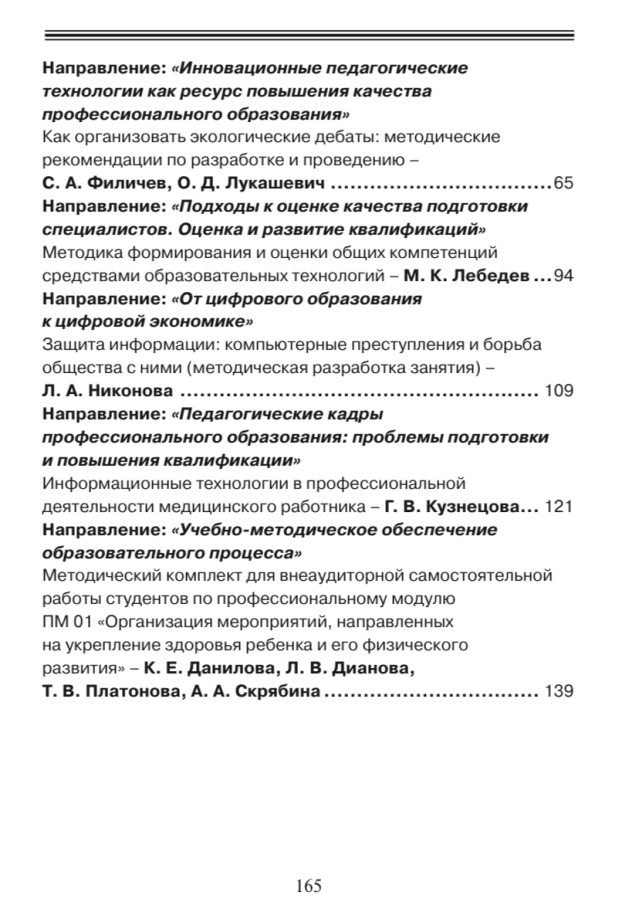 Направление: «Инновационные педагогические
технологии как ресурс повышения качества
профессионального образования»
Как организовать экологические дебаты: методические
рекомендации по разработке и проведению –
С. А. Филичев, О. Д. Лукашевич ..................................65
Направление: «Подходы к оценке качества подготовки
специалистов. Оценка и развитие квалификаций»
Методика формирования и оценки общих компетенций
средствами образовательных технологий – М. К. Лебедев ...94
Направление: «От цифрового образования
к цифровой экономике»
Защита информации: компьютерные преступления и борьба
общества с ними (методическая разработка занятия) –
Л. А. Никонова ....................................................... 109
Направление: «Педагогические кадры
профессионального образования: проблемы подготовки
и повышения квалификации»
Информационные технологии в профессиональной
деятельности медицинского работника – Г. В. Кузнецова... 121
Направление: «Учебно-методическое обеспечение
образовательного процесса»
Методический комплект для внеаудиторной самостоятельной
работы студентов по профессиональному модулю
ПМ 01 «Организация мероприятий, направленных
на укрепление здоровья ребенка и его физического
развития» – К. Е. Данилова, Л. В. Дианова,
Т. В. Платонова, А. А. Скрябина ................................. 139
165